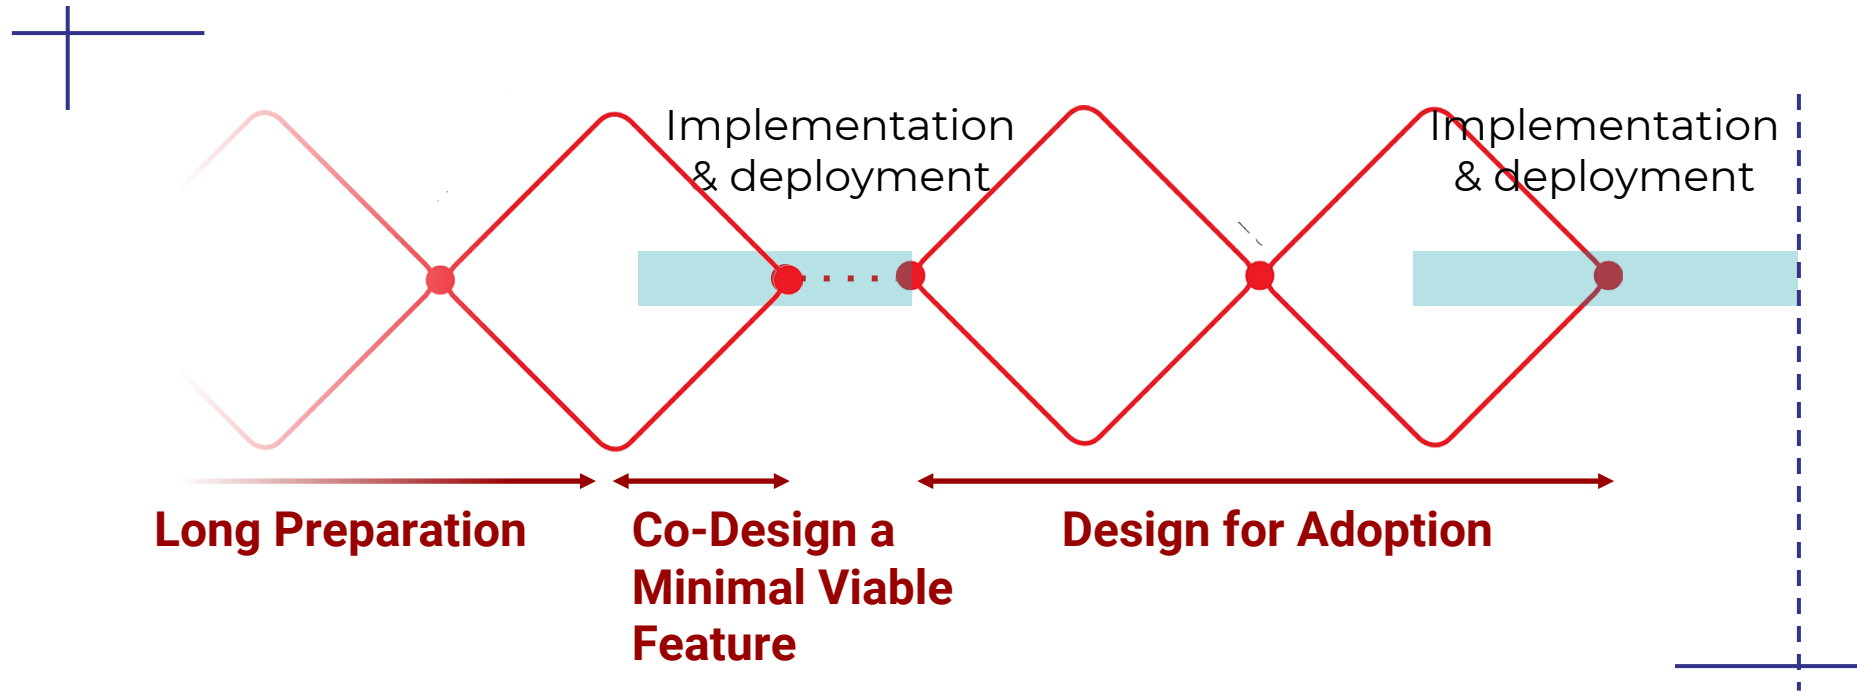 Implementation
& deployment
Implementation
& deployment
Long Preparation
Co-Design a
Minimal Viable
Feature
Design for Adoption